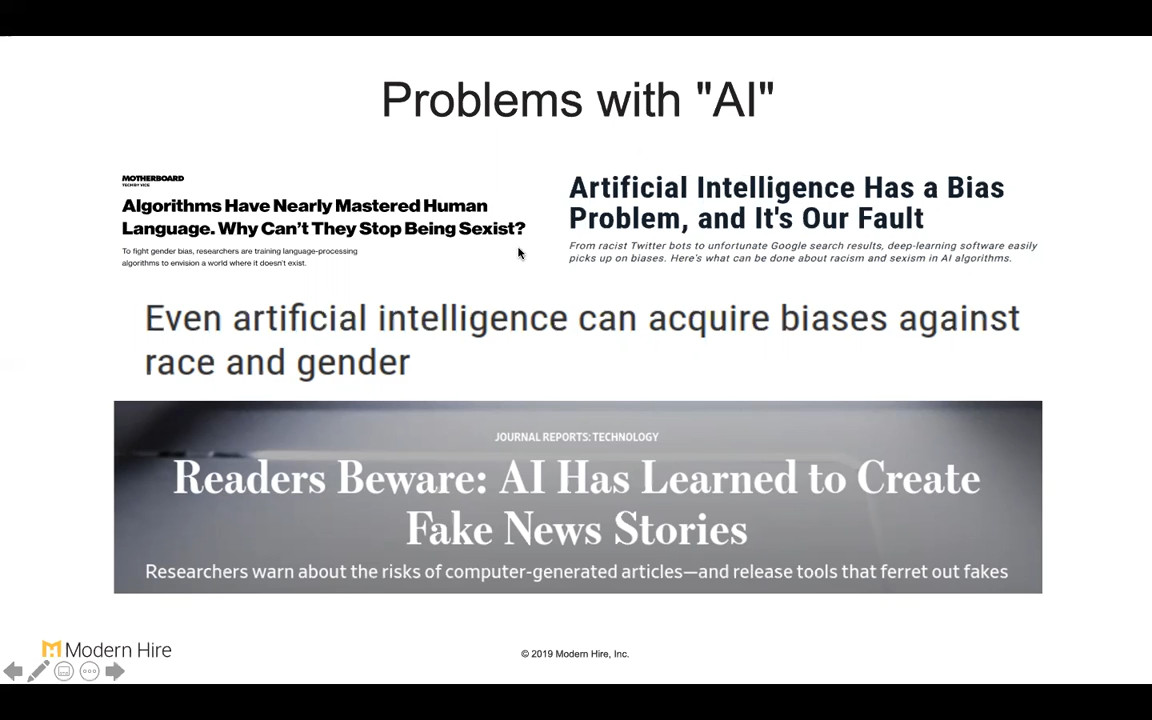 Problems with "AI"
MOTHERBOARD
TECH BY VICE
Algorithms Have Nearly Mastered Human
Language. Why Can't They Stop Being Sexist?
To fight gender bias, researchers are training language-processing
algorithms to envision a world where it doesn't exist.
Artificial Intelligence Has a Bias
Problem, and It's Our Fault
From racist Twitter bots to unfortunate Google search results, deep-learning software easily
picks up on biases. Here's what can be done about racism and sexism in AI algorithms.
Even artificial intelligence can acquire biases against
race and gender
JOURNAL REPORTS: TECHNOLOGY
Readers Beware: AI Has Learned to Create
Fake News Stories
Researchers warn about the risks of computer-generated articles—and release tools that ferret out fakes
Modern Hire
© 2019 Modern Hire, Inc.